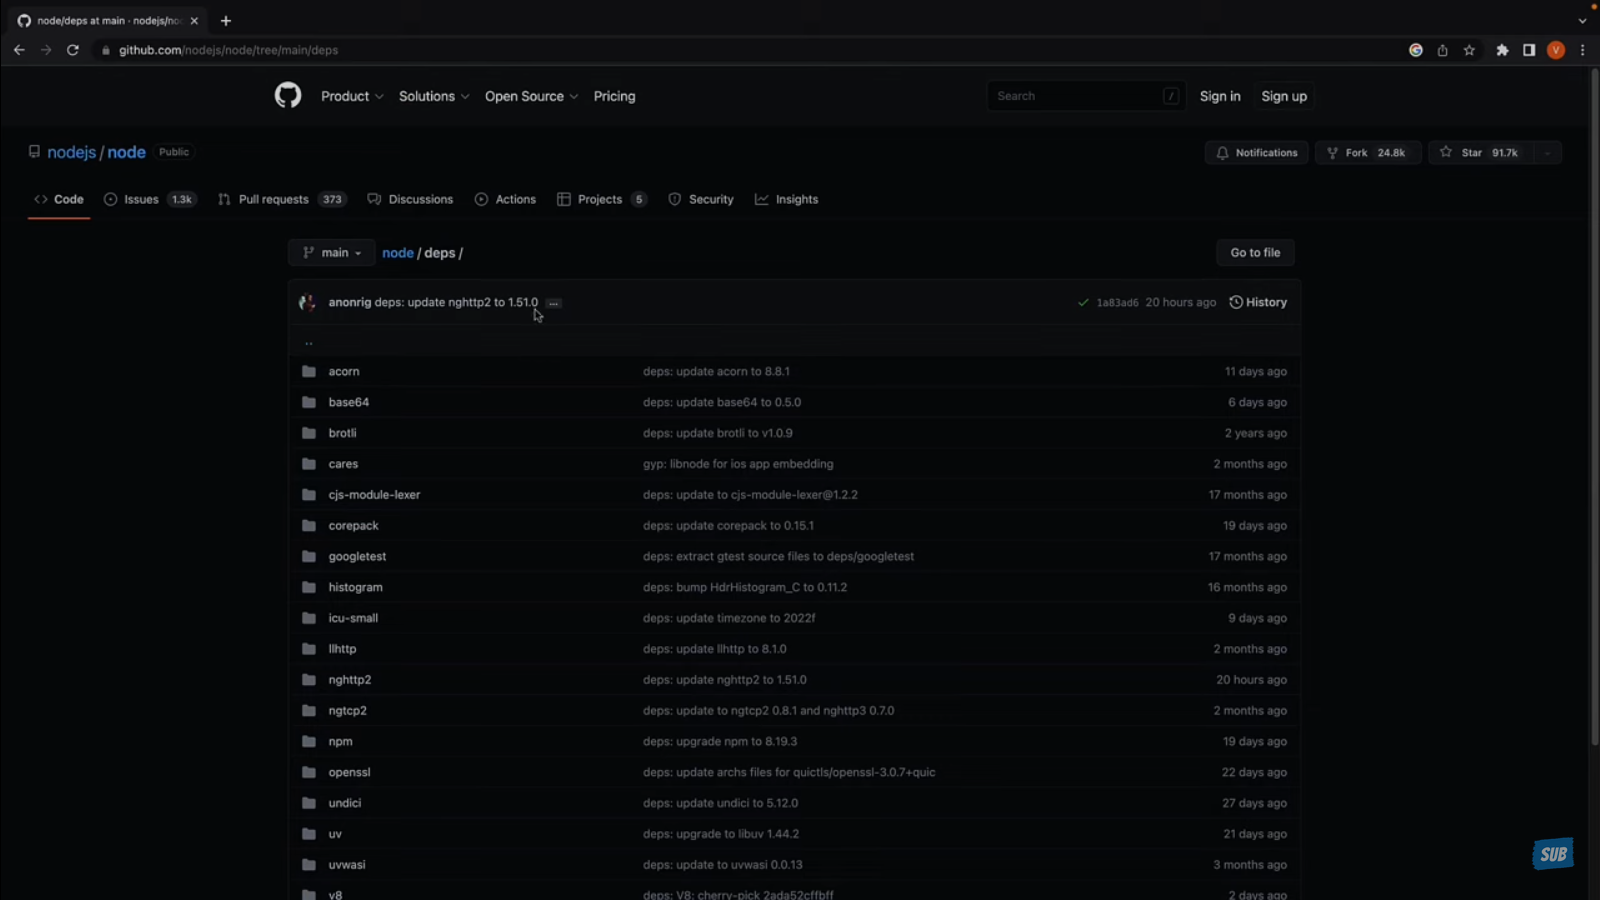 node/deps at main · nodejs/no
github.com/nodejs/node/tree/main/deps
V
Product Solutions Open Source Pricing Search / Sign in Sign up
nodejs / node Public Notifications Fork 24.8k Star 91.7k
Code Issues 1.3k Pull requests 373 Discussions Actions Projects 5 Security Insights
main node / deps / Go to file
anonrig deps: update nghttp2 to 1.51.0 ... 1a83ad6 20 hours ago History
..
acorn deps: update acorn to 8.8.1 11 days ago
base64 deps: update base64 to 0.5.0 6 days ago
brotli deps: update brotli to v1.0.9 2 years ago
cares gyp: libnode for ios app embedding 2 months ago
cjs-module-lexer deps: update to cjs-module-lexer@1.2.2 17 months ago
corepack deps: update corepack to 0.15.1 19 days ago
googletest deps: extract gtest source files to deps/googletest 17 months ago
histogram deps: bump HdrHistogram_C to 0.11.2 16 months ago
icu-small deps: update timezone to 2022f 9 days ago
llhttp deps: update llhttp to 8.1.0 2 months ago
nghttp2 deps: update nghttp2 to 1.51.0 20 hours ago
ngtcp2 deps: update to ngtcp2 0.8.1 and nghttp3 0.7.0 2 months ago
npm deps: upgrade npm to 8.19.3 19 days ago
openssl deps: update archs files for quictls/openssl-3.0.7+quic 22 days ago
undici deps: update undici to 5.12.0 27 days ago
uv deps: upgrade to libuv 1.44.2 21 days ago
uvwasi deps: update to uvwasi 0.0.13 3 months ago
v8 deps: V8: cherry-pick 2ada52cffbff 2 days ago
SUB